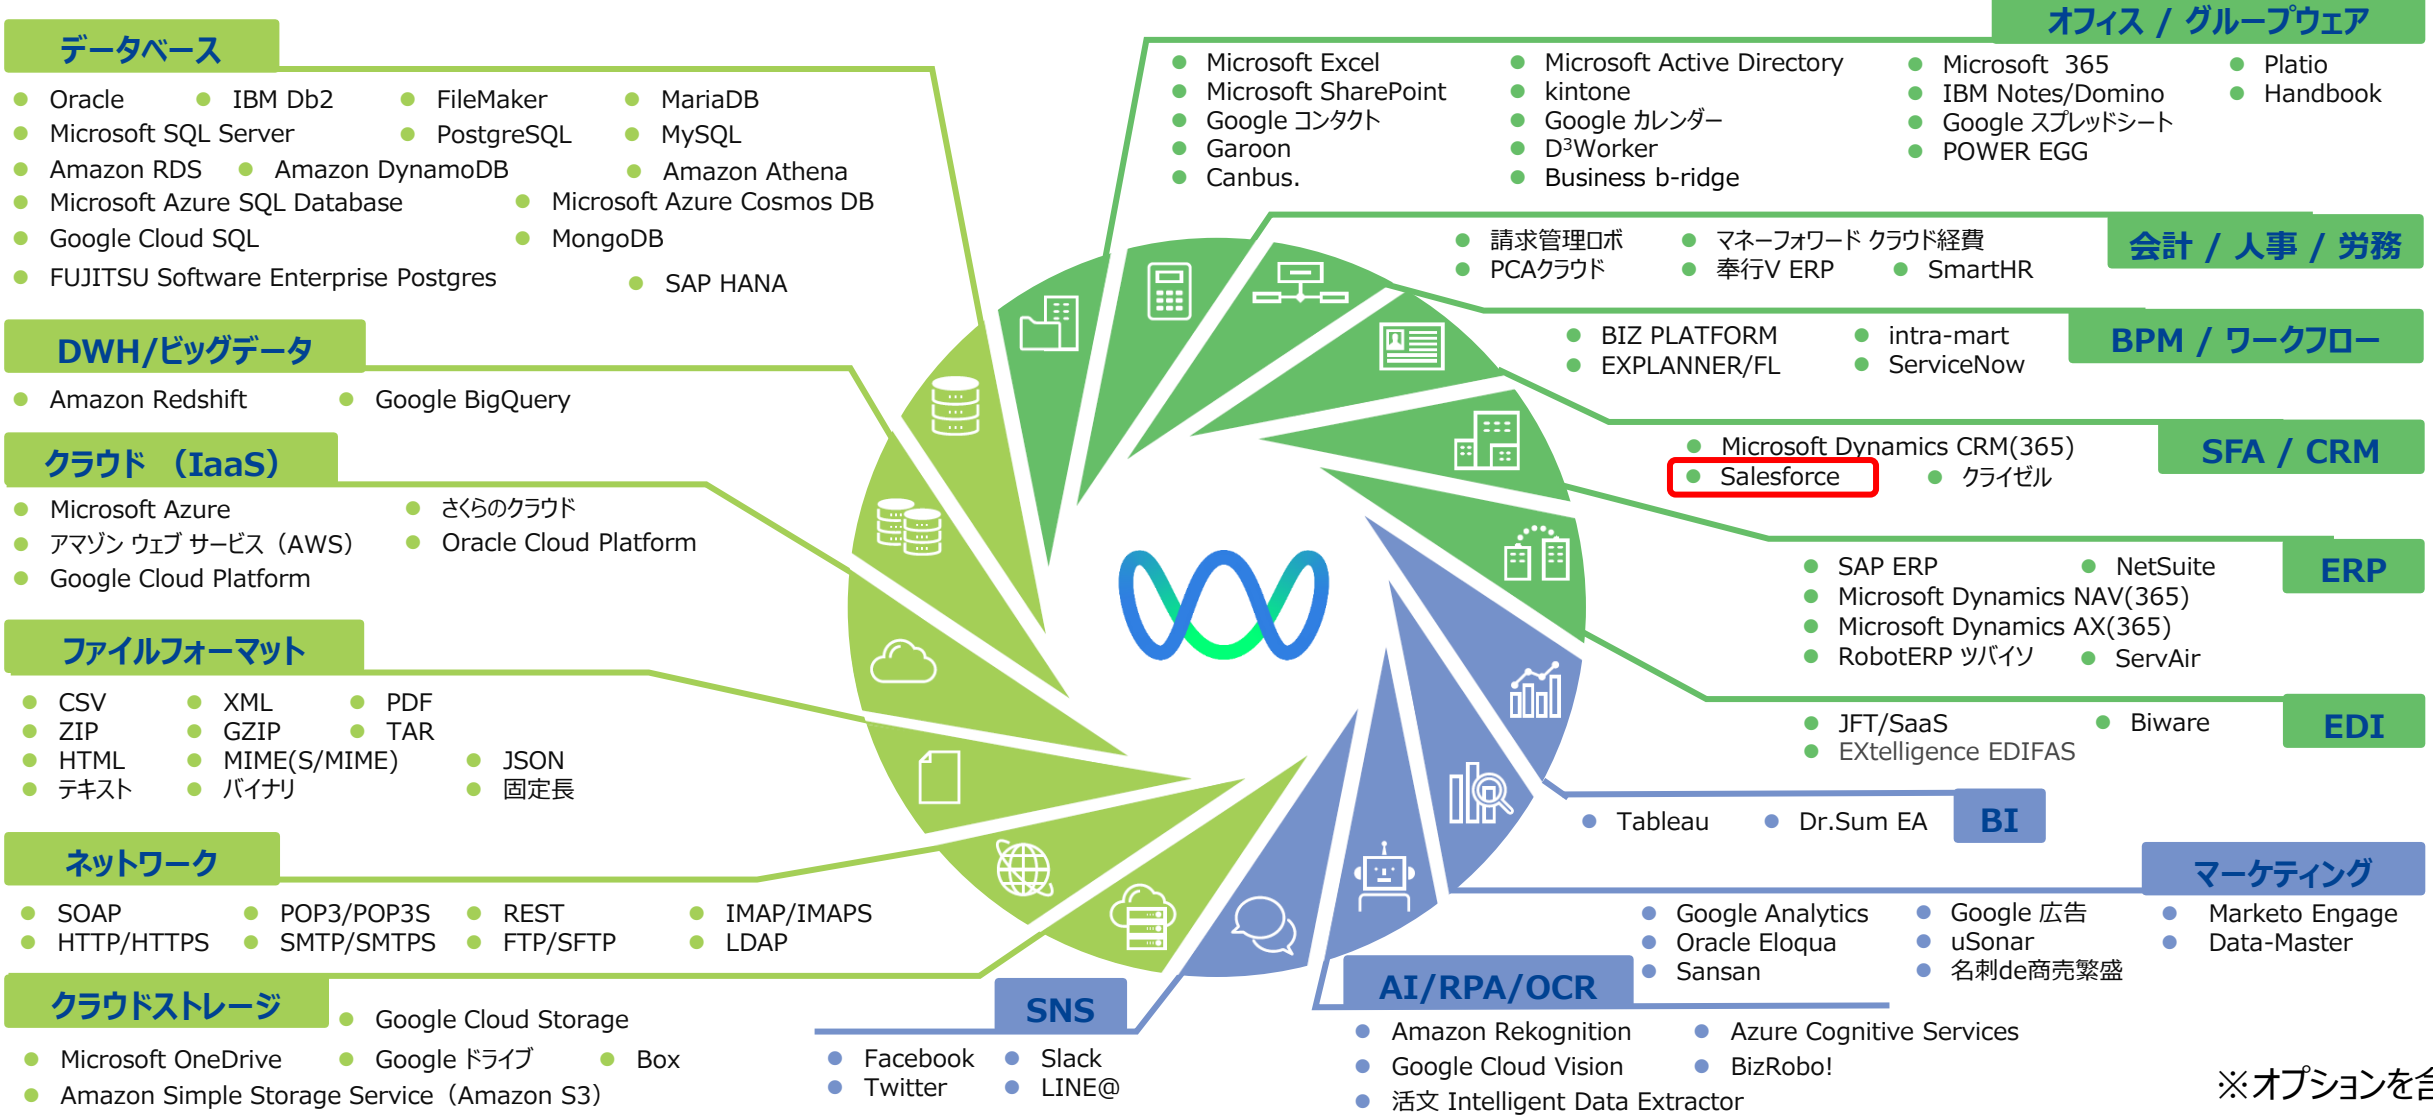 データベース
Oracle IBM Db2 FileMaker MariaDB
Microsoft SQL Server PostgreSQL MySQL
Amazon RDS Amazon DynamoDB Amazon Athena
Microsoft Azure SQL Database Microsoft Azure Cosmos DB
Google Cloud SQL MongoDB
FUJITSU Software Enterprise Postgres SAP HANA
DWH/ビッグデータ
Amazon Redshift Google BigQuery
クラウド （IaaS）
Microsoft Azure さくらのクラウド
アマゾン ウェブ サービス（AWS） Oracle Cloud Platform
Google Cloud Platform
ファイルフォーマット
CSV XML PDF
ZIP GZIP TAR
HTML MIME(S/MIME) JSON
テキスト バイナリ 固定長
ネットワーク
SOAP POP3/POP3S REST IMAP/IMAPS
HTTP/HTTPS SMTP/SMTPS FTP/SFTP LDAP
クラウドストレージ
Google Cloud Storage
Microsoft OneDrive Google ドライブ Box
Amazon Simple Storage Service（Amazon S3）
オフィス / グループウェア
Microsoft Excel Microsoft Active Directory Microsoft 365 Platio
Microsoft SharePoint kintone IBM Notes/Domino Handbook
Google コンタクト Google カレンダー Google スプレッドシート
Garoon D³Worker POWER EGG
Canbus. Business b-ridge
会計 / 人事 / 労務
請求管理ロボ マネーフォワード クラウド経費
PCAクラウド 奉行V ERP SmartHR
BPM / ワークフロー
BIZ PLATFORM intra-mart
EXPLANNER/FL ServiceNow
SFA / CRM
Microsoft Dynamics CRM(365)
Salesforce クライゼル
ERP
SAP ERP NetSuite
Microsoft Dynamics NAV(365)
Microsoft Dynamics AX(365)
RobotERP ツバイソ ServAir
EDI
JFT/SaaS Biware
EXtelligence EDIFAS
BI
Tableau Dr.Sum EA
マーケティング
Google Analytics Google 広告 Marketo Engage
Oracle Eloqua uSonar Data-Master
Sansan 名刺de商売繁盛
AI/RPA/OCR
Amazon Rekognition Azure Cognitive Services
Google Cloud Vision BizRobo!
活文 Intelligent Data Extractor
SNS
Facebook Slack
Twitter LINE@
※オプションを含